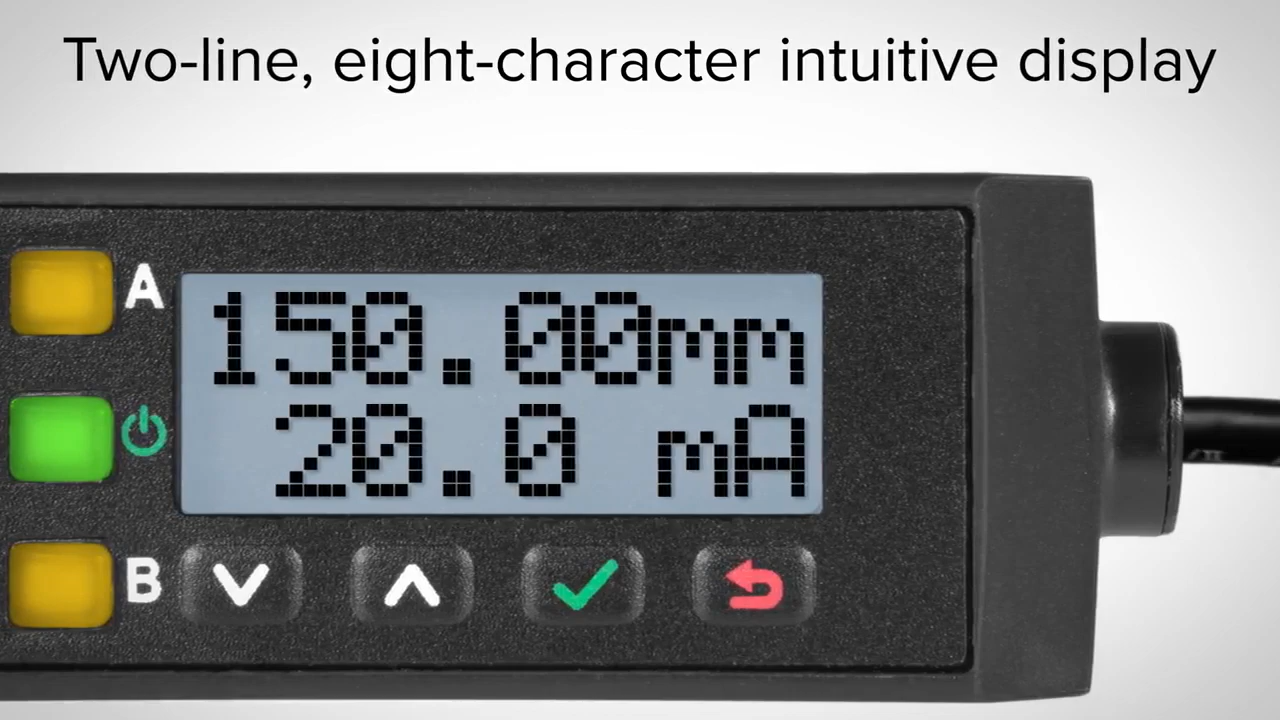 Two-line, eight-character intuitive display
A
150.00mm
20.0 mA
B